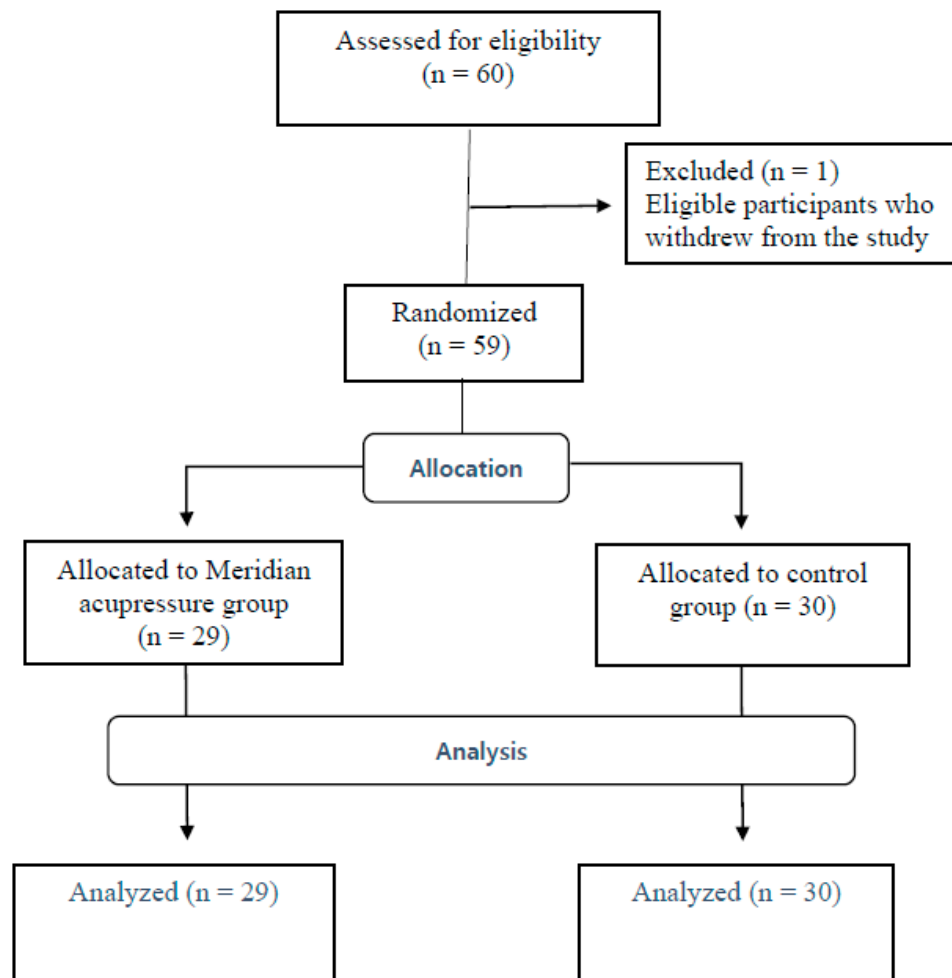 Assessed for eligibility
(n = 60)
Excluded (n = 1)
Eligible participants who
withdrew from the study
Randomized
(n = 59)
Allocation
Allocated to Meridian
acupressure group
(n = 29)
Allocated to control
group (n = 30)
Analysis
Analyzed (n = 29)
Analyzed (n = 30)